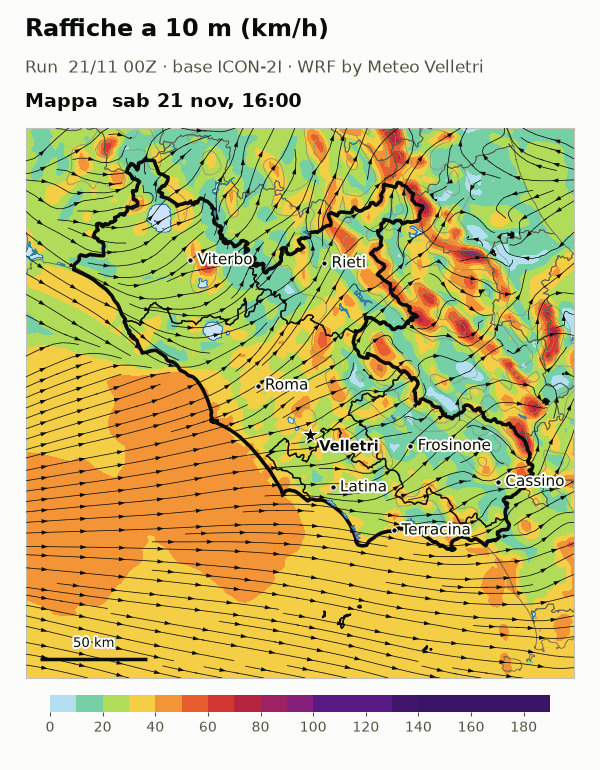 Raffiche a 10 m (km/h)
Run 21/11 00Z · base ICON-2I · WRF by Meteo Velletri
Mappa sab 21 nov, 16:00
Viterbo
Rieti
Roma
Velletri
Frosinone
Cassino
Latina
Terracina
50 km
0 20 40 60 80 100 120 140 160 180